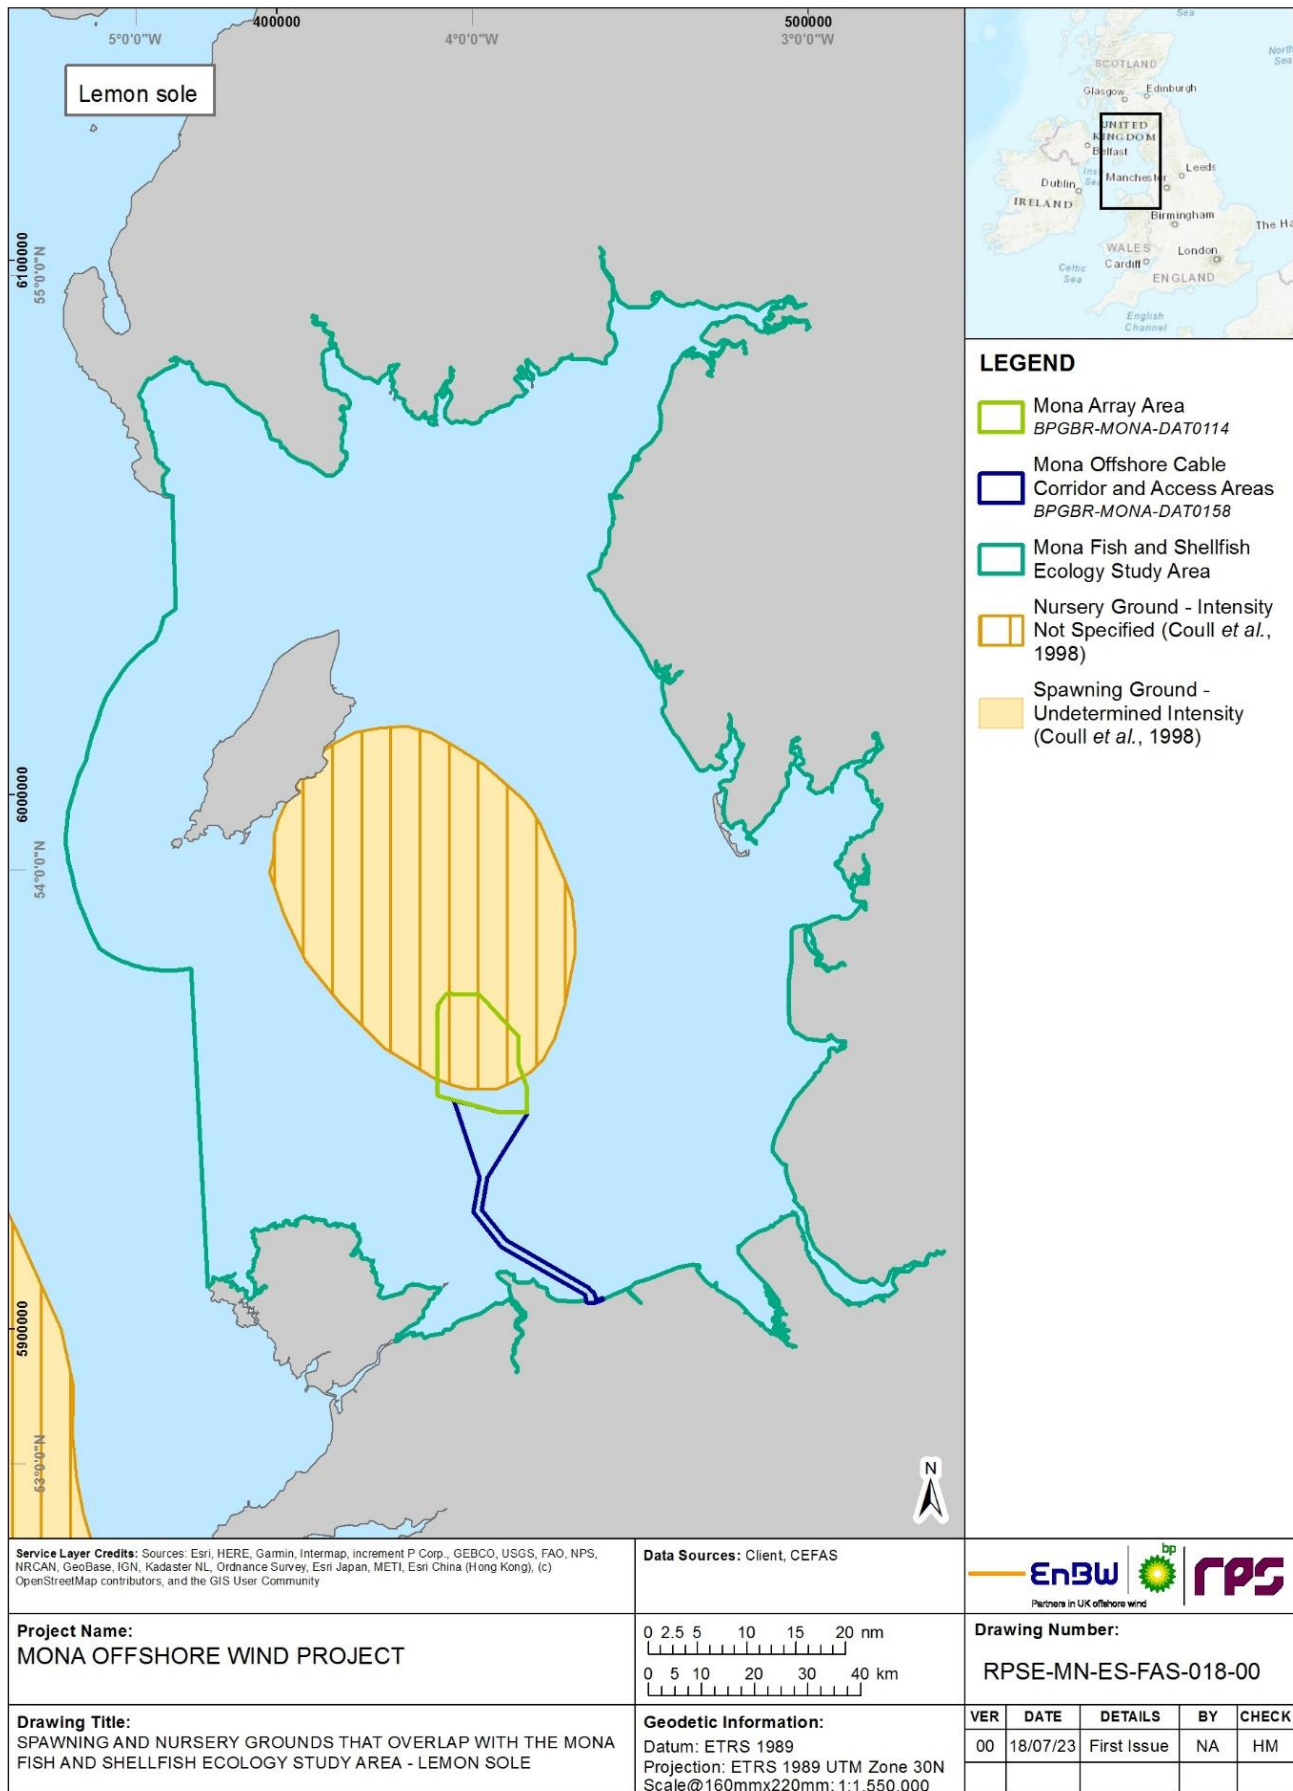 400000
500000
5°0'0"W
4°0'0"W
3°0'0"W
Lemon sole
6100000
55°0'0"N
6000000
54°0'0"N
5900000
53°0'0"N
N
Sea
North
Sea
SCOTLAND
Glasgow
Edinburgh
UNITED
KINGDOM
Belfast
Leeds
Manchester
Dublin
IRELAND
Birmingham
The Ha
WALES
London
Cardiff
Celtic
Sea
ENGLAND
English
Channel
LEGEND
Mona Array Area
BPGBR-MONA-DAT0114
Mona Offshore Cable
Corridor and Access Areas
BPGBR-MONA-DAT0158
Mona Fish and Shellfish
Ecology Study Area
Nursery Ground - Intensity
Not Specified (Coull et al.,
1998)
Spawning Ground -
Undetermined Intensity
(Coull et al., 1998)
Service Layer Credits: Sources: Esri, HERE, Garmin, Intermap, increment P Corp., GEBCO, USGS, FAO, NPS,
NRCAN, GeoBase, IGN, Kadaster NL, Ordnance Survey, Esri Japan, METI, Esri China (Hong Kong), (c)
OpenStreetMap contributors, and the GIS User Community
Data Sources: Client, CEFAS
EnBW
bp
rps
Partners in UK offshore wind
Project Name:
MONA OFFSHORE WIND PROJECT
0 2.5 5 10 15 20 nm
0 5 10 20 30 40 km
Drawing Number:
RPSE-MN-ES-FAS-018-00
Drawing Title:
SPAWNING AND NURSERY GROUNDS THAT OVERLAP WITH THE MONA
FISH AND SHELLFISH ECOLOGY STUDY AREA - LEMON SOLE
Geodetic Information:
Datum: ETRS 1989
Projection: ETRS 1989 UTM Zone 30N
Scale@160mmx220mm: 1:1,550,000
VER DATE DETAILS BY CHECK
00 18/07/23 First Issue NA HM